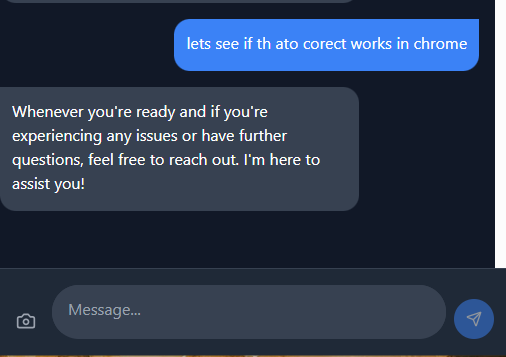 lets see if th ato corect works in chrome
Whenever you're ready and if you're
experiencing any issues or have further
questions, feel free to reach out. I'm here to
assist you!
Message...